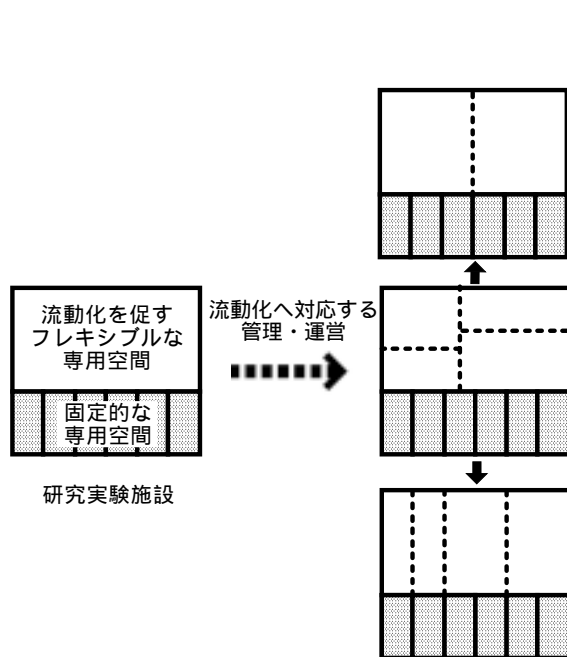 流動化を促す
フレキシブルな
専用空間
固定的な
専用空間
研究実験施設
流動化へ対応する
管理・運営